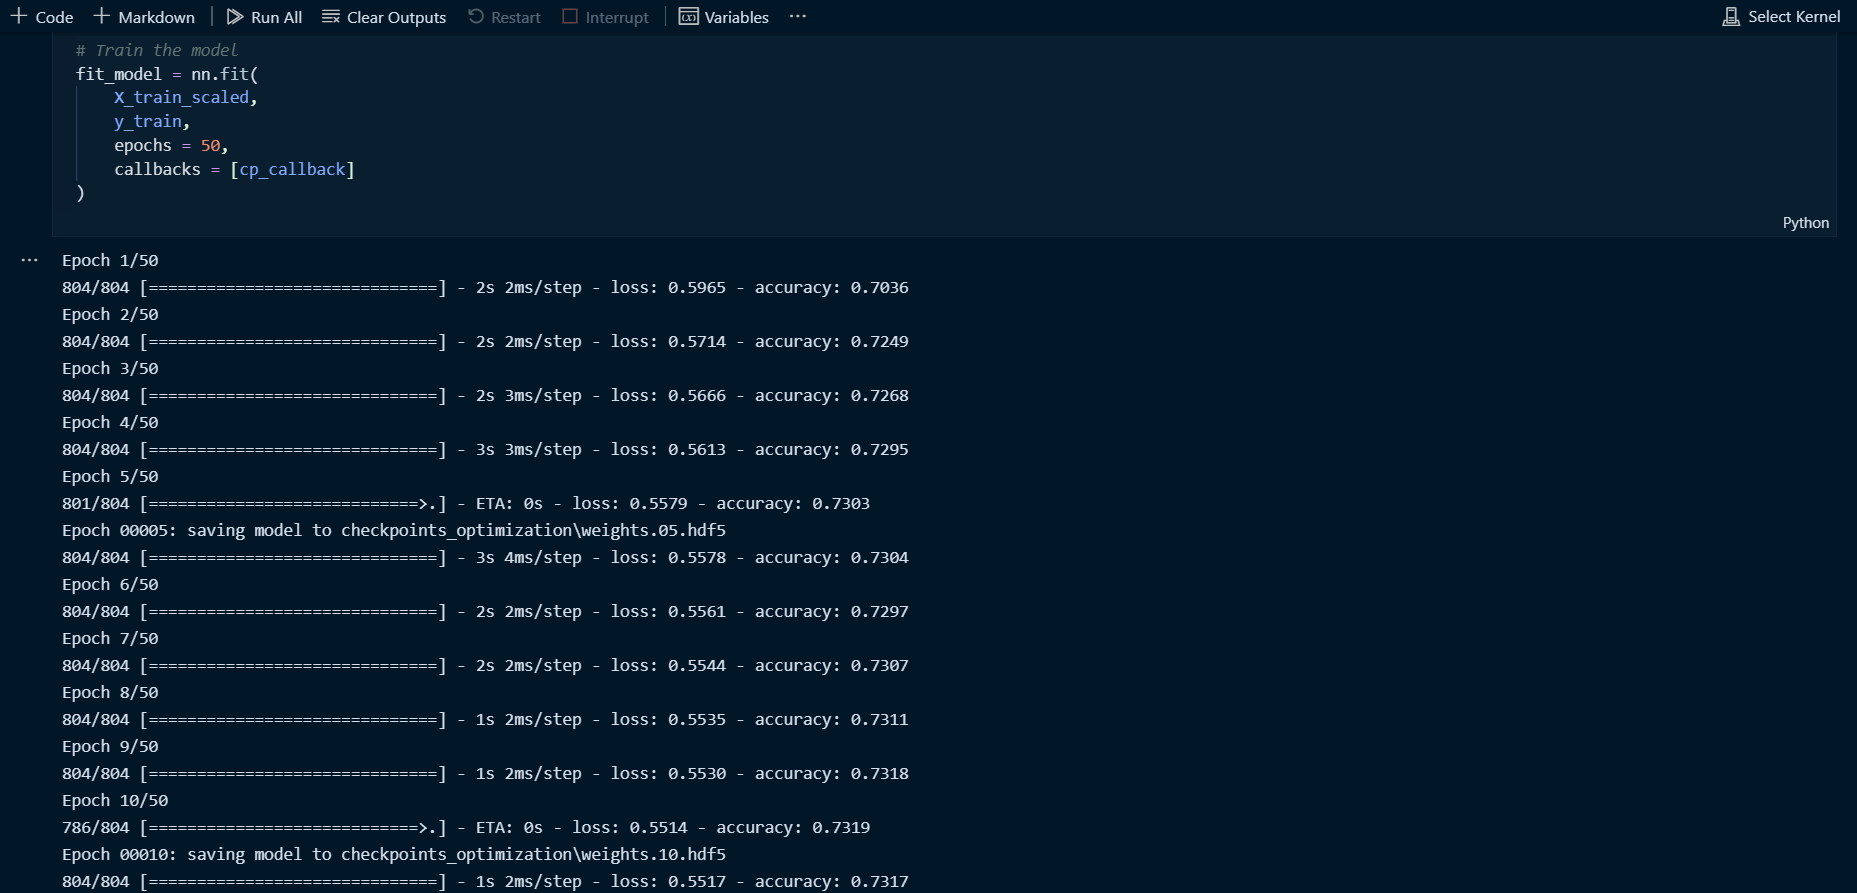 Code Markdown Run All Clear Outputs Restart Interrupt Variables ··· Select Kernel
# Train the model
fit_model = nn.fit(
    X_train_scaled,
    y_train,
    epochs = 50,
    callbacks = [cp_callback]
)
Python
··· Epoch 1/50
804/804 [==============================] - 2s 2ms/step - loss: 0.5965 - accuracy: 0.7036
Epoch 2/50
804/804 [==============================] - 2s 2ms/step - loss: 0.5714 - accuracy: 0.7249
Epoch 3/50
804/804 [==============================] - 2s 3ms/step - loss: 0.5666 - accuracy: 0.7268
Epoch 4/50
804/804 [==============================] - 3s 3ms/step - loss: 0.5613 - accuracy: 0.7295
Epoch 5/50
801/804 [============================>.] - ETA: 0s - loss: 0.5579 - accuracy: 0.7303
Epoch 00005: saving model to checkpoints_optimization\weights.05.hdf5
804/804 [==============================] - 3s 4ms/step - loss: 0.5578 - accuracy: 0.7304
Epoch 6/50
804/804 [==============================] - 2s 2ms/step - loss: 0.5561 - accuracy: 0.7297
Epoch 7/50
804/804 [==============================] - 2s 2ms/step - loss: 0.5544 - accuracy: 0.7307
Epoch 8/50
804/804 [==============================] - 1s 2ms/step - loss: 0.5535 - accuracy: 0.7311
Epoch 9/50
804/804 [==============================] - 1s 2ms/step - loss: 0.5530 - accuracy: 0.7318
Epoch 10/50
786/804 [============================>.] - ETA: 0s - loss: 0.5514 - accuracy: 0.7319
Epoch 00010: saving model to checkpoints_optimization\weights.10.hdf5
804/804 [==============================] - 1s 2ms/step - loss: 0.5517 - accuracy: 0.7317